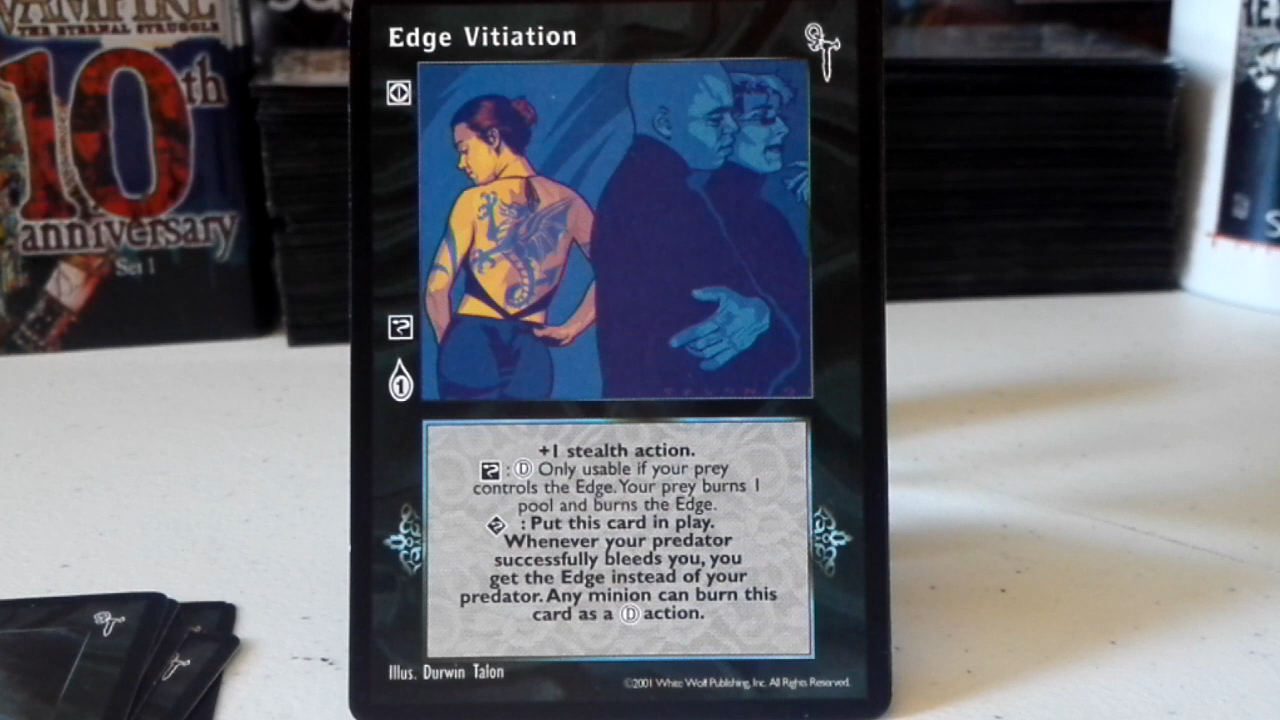 VAMPIRE
THE ETERNAL STRUGGLE
10th
anniversary
Set 1
Edge Vitiation
1
+1 stealth action.
: D Only usable if your prey
controls the Edge. Your prey burns 1
pool and burns the Edge.
: Put this card in play.
Whenever your predator
successfully bleeds you, you
get the Edge instead of your
predator. Any minion can burn this
card as a D action.
Illus. Durwin Talon
©2001 White Wolf Publishing, Inc. All Rights Reserved.